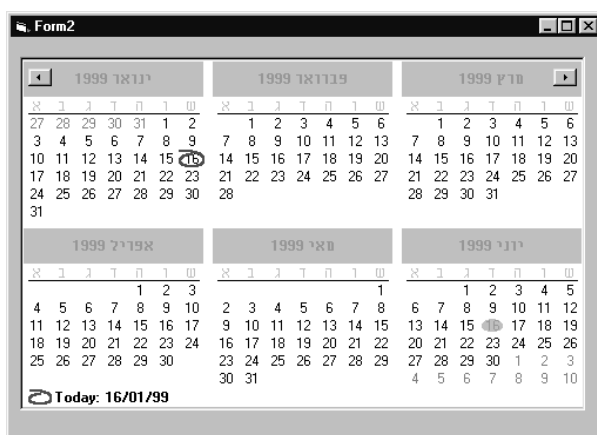 Form2
ינואר 1999
א ב ג ד ה ו ש
27 28 29 30 31 1 2
3 4 5 6 7 8 9
10 11 12 13 14 15 16
17 18 19 20 21 22 23
24 25 26 27 28 29 30
31
פברואר 1999
א ב ג ד ה ו ש
1 2 3 4 5 6
7 8 9 10 11 12 13
14 15 16 17 18 19 20
21 22 23 24 25 26 27
28
מרץ 1999
א ב ג ד ה ו ש
1 2 3 4 5 6
7 8 9 10 11 12 13
14 15 16 17 18 19 20
21 22 23 24 25 26 27
28 29 30 31
אפריל 1999
א ב ג ד ה ו ש
1 2 3
4 5 6 7 8 9 10
11 12 13 14 15 16 17
18 19 20 21 22 23 24
25 26 27 28 29 30
מאי 1999
א ב ג ד ה ו ש
1
2 3 4 5 6 7 8
9 10 11 12 13 14 15
16 17 18 19 20 21 22
23 24 25 26 27 28 29
30 31
יוני 1999
א ב ג ד ה ו ש
1 2 3 4 5
6 7 8 9 10 11 12
13 14 15 16 17 18 19
20 21 22 23 24 25 26
27 28 29 30 1 2 3
4 5 6 7 8 9 10
Today: 16/01/99